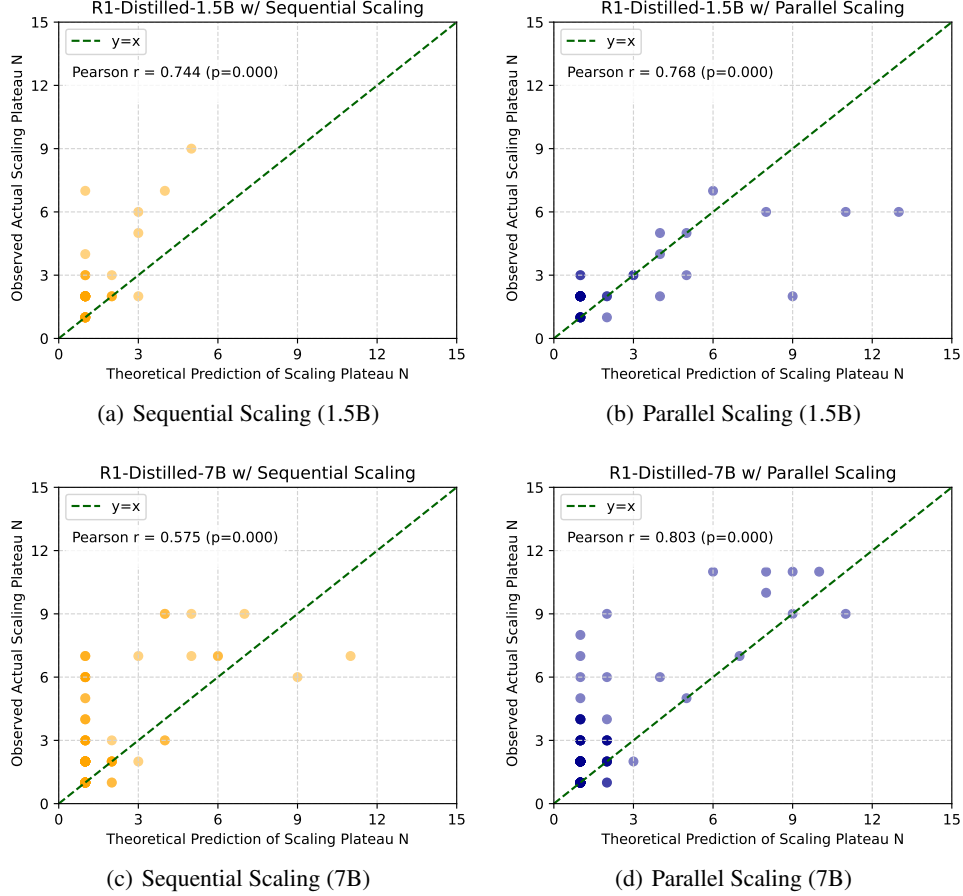 R1-Distilled-1.5B w/ Sequential Scaling
15
12
9
6
3
0
Observed Actual Scaling Plateau N
y=x
Pearson r = 0.744 (p=0.000)
0 3 6 9 12 15
Theoretical Prediction of Scaling Plateau N
(a) Sequential Scaling (1.5B)
R1-Distilled-1.5B w/ Parallel Scaling
15
12
9
6
3
0
Observed Actual Scaling Plateau N
y=x
Pearson r = 0.768 (p=0.000)
0 3 6 9 12 15
Theoretical Prediction of Scaling Plateau N
(b) Parallel Scaling (1.5B)
R1-Distilled-7B w/ Sequential Scaling
15
12
9
6
3
0
Observed Actual Scaling Plateau N
y=x
Pearson r = 0.575 (p=0.000)
0 3 6 9 12 15
Theoretical Prediction of Scaling Plateau N
(c) Sequential Scaling (7B)
R1-Distilled-7B w/ Parallel Scaling
15
12
9
6
3
0
Observed Actual Scaling Plateau N
y=x
Pearson r = 0.803 (p=0.000)
0 3 6 9 12 15
Theoretical Prediction of Scaling Plateau N
(d) Parallel Scaling (7B)